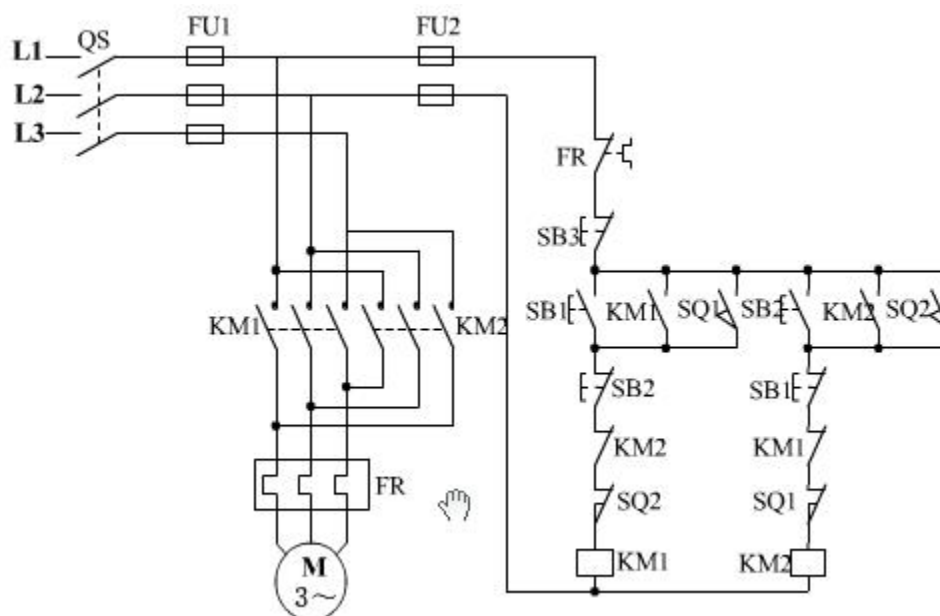 QS FU1 FU2
L1
L2
L3
FR
SB3
SB1 KM1 SQ1 SB2 KM2 SQ2
KM1 KM2
SB2 SB1
KM2 KM1
FR
SQ2 SQ1
M
3～
KM1 KM2